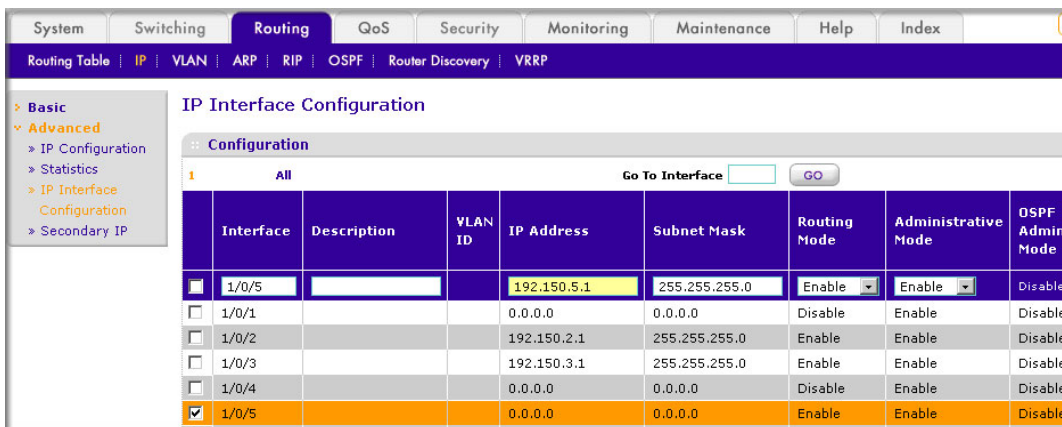 System Switching Routing QoS Security Monitoring Maintenance Help Index
Routing Table | IP | VLAN | ARP | RIP | OSPF | Router Discovery | VRRP
Basic
Advanced
» IP Configuration
» Statistics
» IP Interface
Configuration
» Secondary IP
IP Interface Configuration
Configuration
1 All Go To Interface GO
Interface Description VLAN ID IP Address Subnet Mask Routing Mode Administrative Mode OSPF Admin Mode
1/0/5 192.150.5.1 255.255.255.0 Enable Enable Disable
1/0/1 0.0.0.0 0.0.0.0 Disable Enable Disable
1/0/2 192.150.2.1 255.255.255.0 Enable Enable Disable
1/0/3 192.150.3.1 255.255.255.0 Enable Enable Disable
1/0/4 0.0.0.0 0.0.0.0 Disable Enable Disable
1/0/5 0.0.0.0 0.0.0.0 Enable Enable Disable